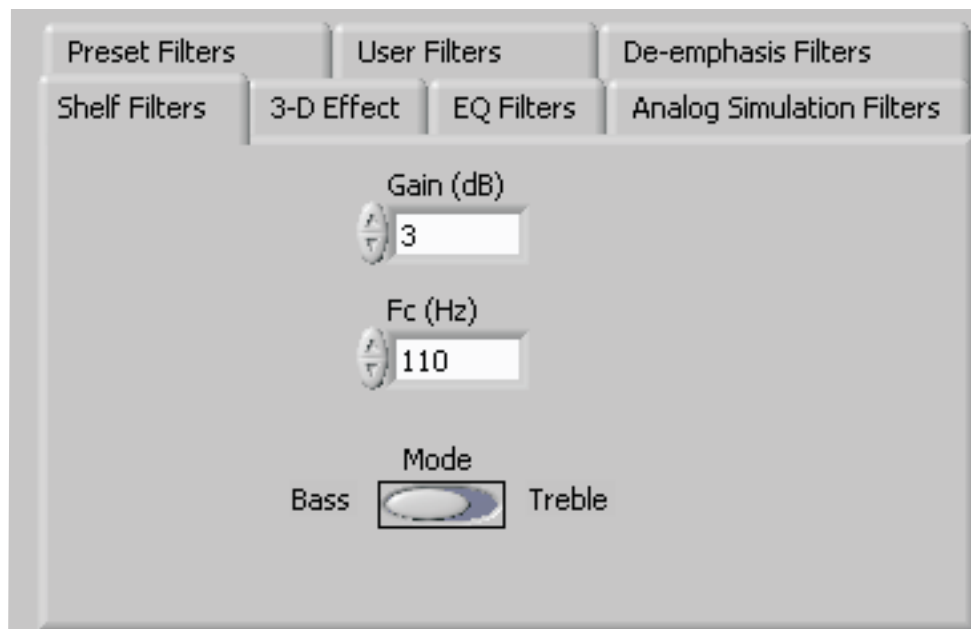 Preset Filters User Filters De-emphasis Filters
Shelf Filters 3-D Effect EQ Filters Analog Simulation Filters
Gain (dB)
3
Fc (Hz)
110
Mode
Bass Treble